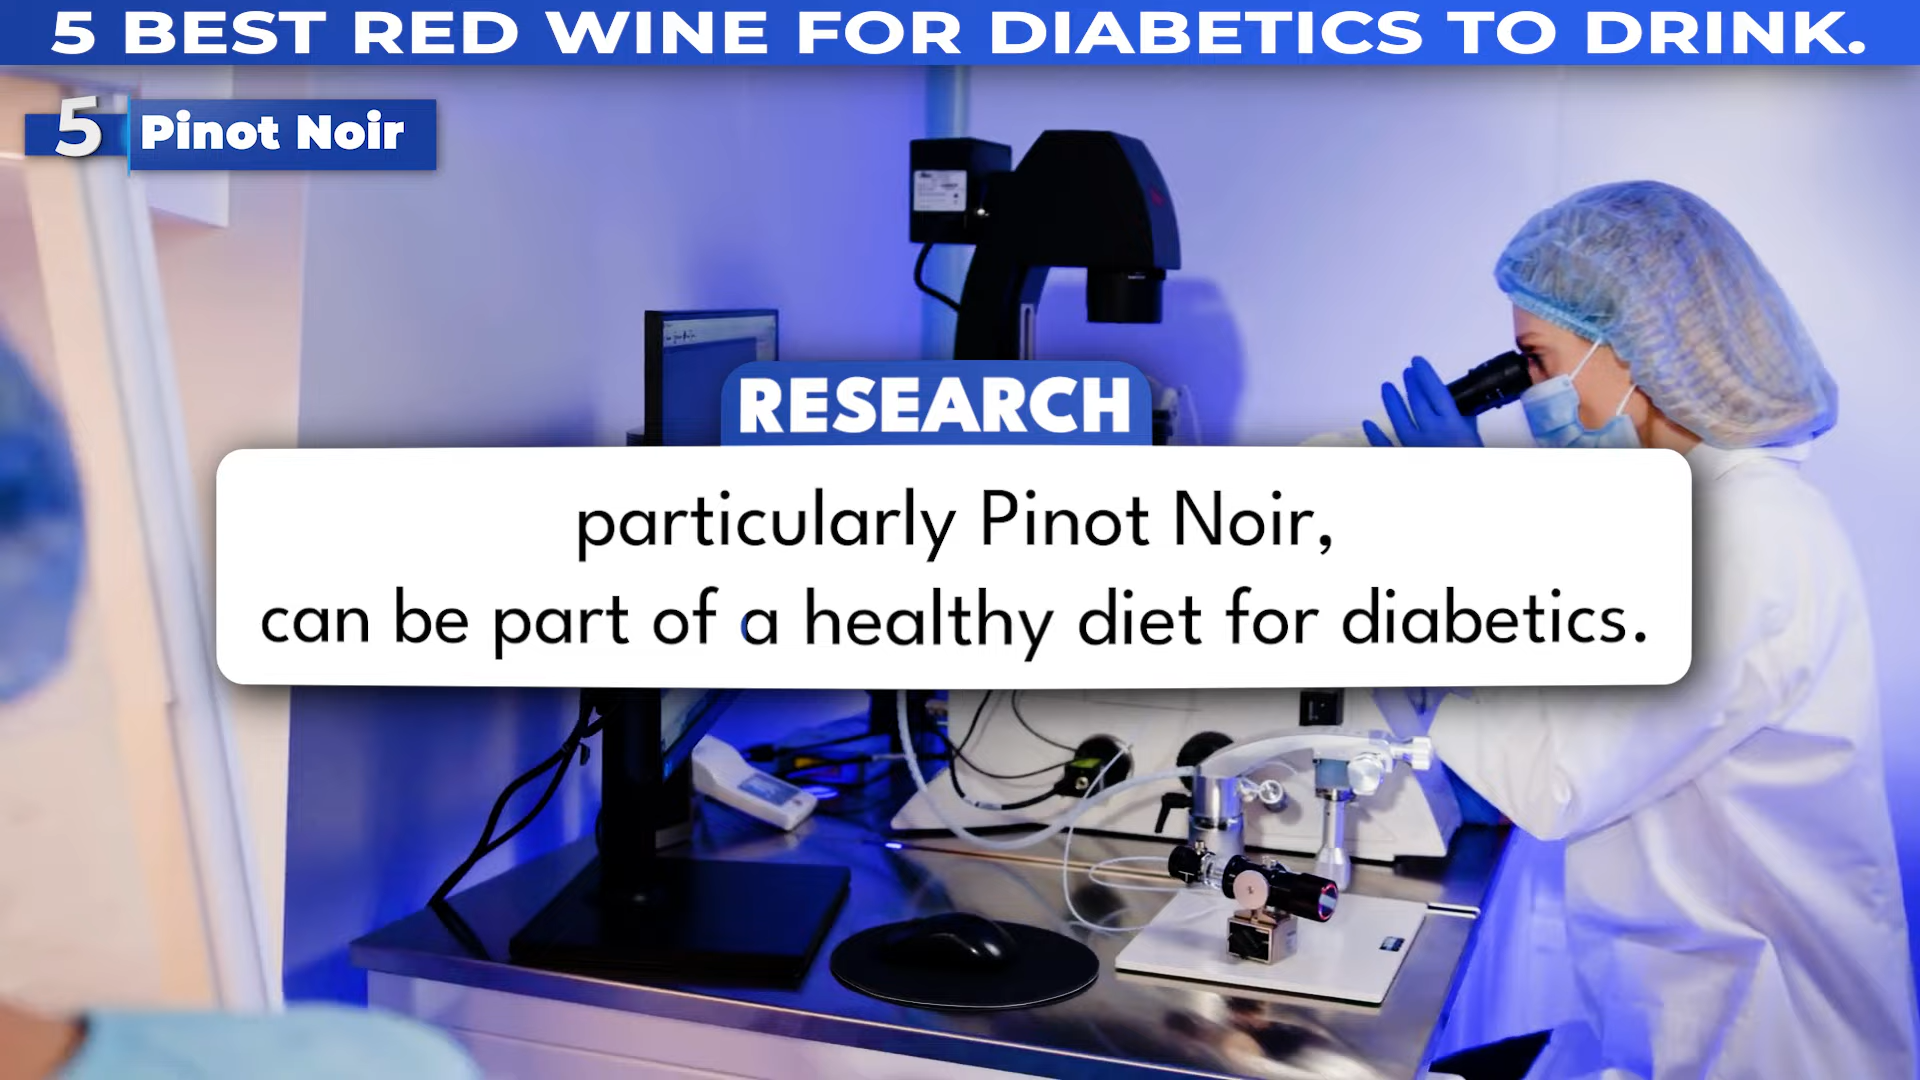 5 BEST RED WINE FOR DIABETICS TO DRINK.
5 Pinot Noir
RESEARCH
particularly Pinot Noir,
can be part of a healthy diet for diabetics.